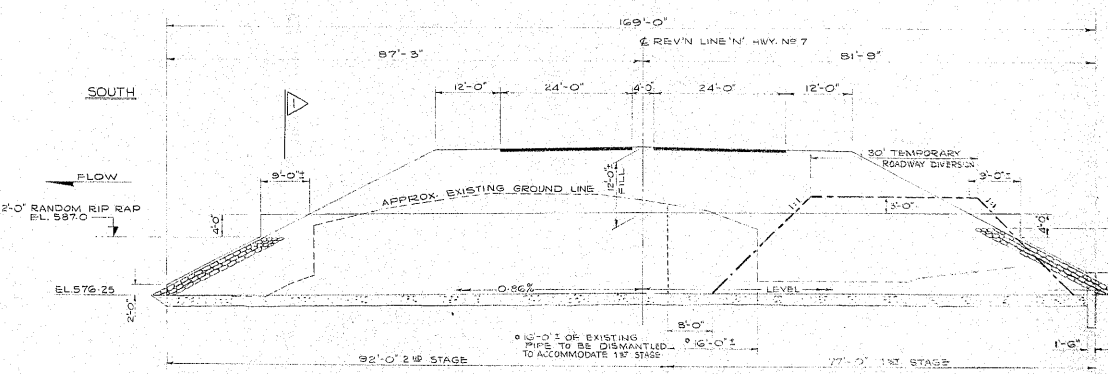 169'-0"
℄ REV'N LINE 'N' HWY. Nº 7
87'-3"
81'-9"
SOUTH
12'-0"
24'-0"
4'-0"
24'-0"
12'-0"
1
30' TEMPORARY
ROADWAY DIVERSION
FLOW
9'-0"±
APPROX. EXISTING GROUND LINE
12'-0"±
FILL
9'-0"±
2'-0" RANDOM RIP RAP
EL. 587.0
4'-0"
1:1
3'-0"
1:1
4'-0"
EL. 576.25
2'-0"
0.86%
LEVEL
8'-0"
° 16'-0"± OF EXISTING
PIPE TO BE DISMANTLED
TO ACCOMMODATE 1ST STAGE
° 16'-0"±
1'-6"
92'-0" 2ND STAGE
77'-0" 1ST STAGE